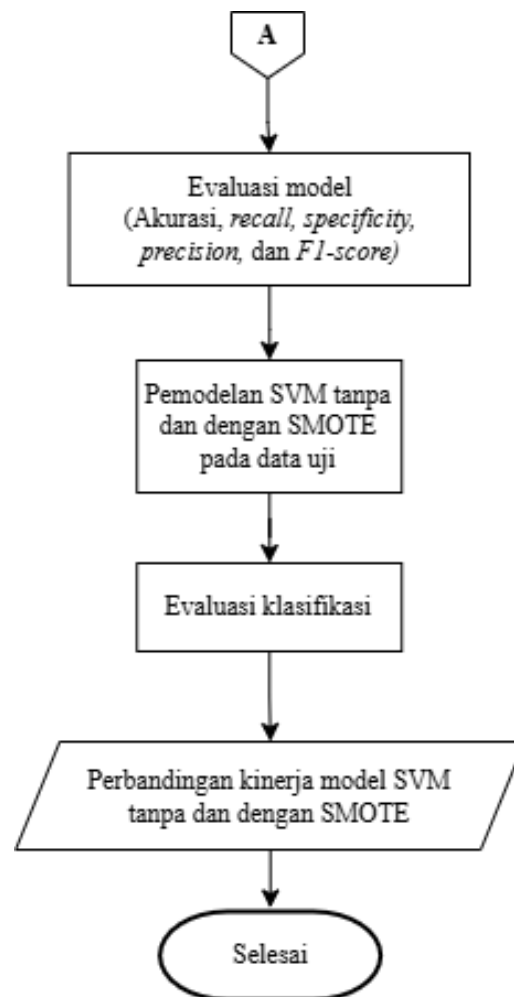 A
Evaluasi model
(Akurasi, recall, specificity,
precision, dan F1-score)
Pemodelan SVM tanpa
dan dengan SMOTE
pada data uji
Evaluasi klasifikasi
Perbandingan kinerja model SVM
tanpa dan dengan SMOTE
Selesai